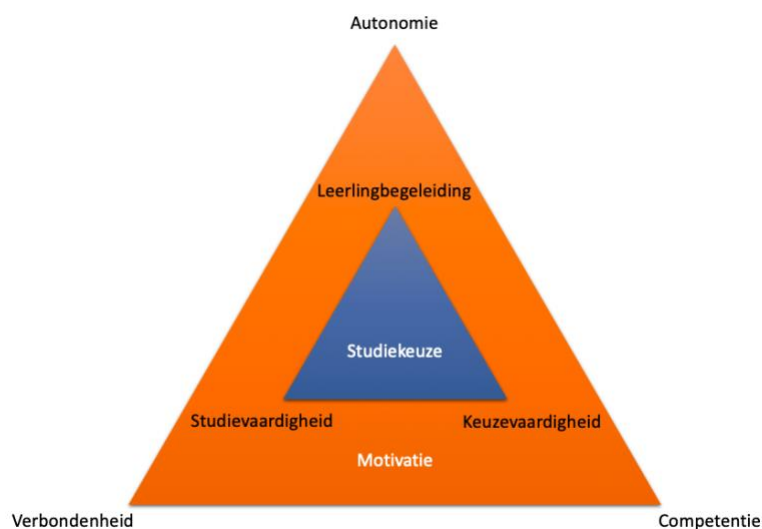 Autonomie
Leerlingbegeleiding
Studiekeuze
Studievaardigheid
Keuzevaardigheid
Motivatie
Verbondenheid
Competentie